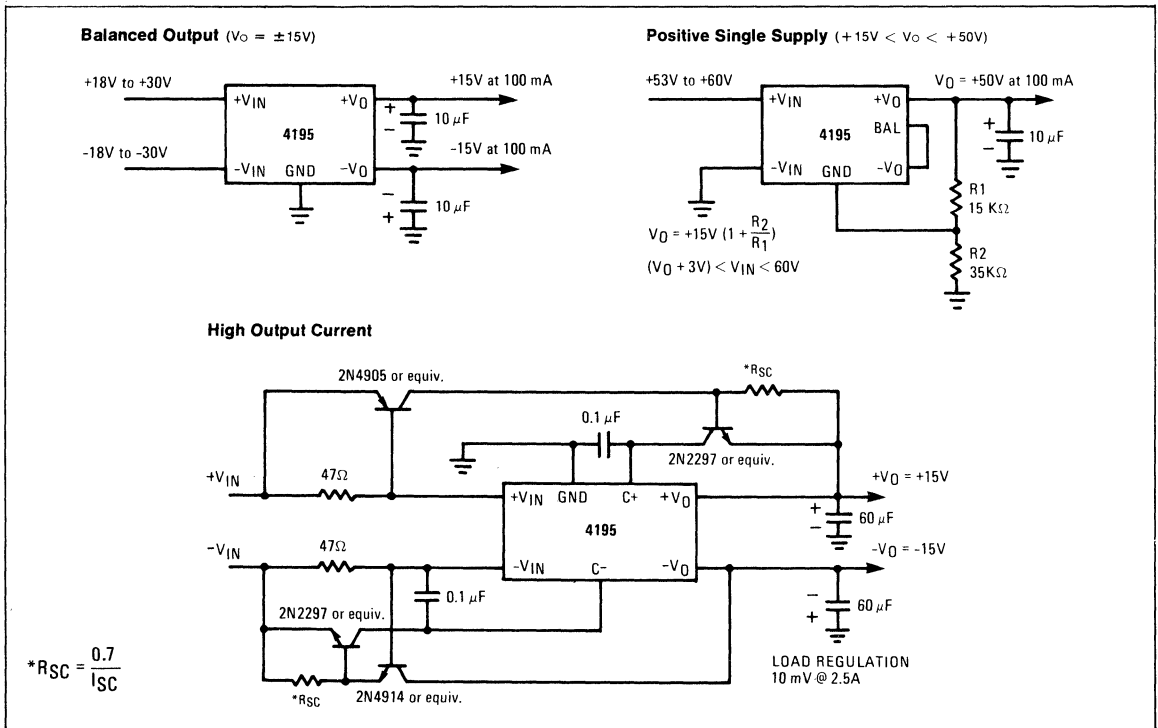 Balanced Output (VO = ±15V)
+18V to +30V
+15V at 100 mA
+VIN
+VO
+
−
10 μF
4195
-18V to -30V
-15V at 100 mA
-VIN
GND
-VO
−
+
10 μF
Positive Single Supply (+15V < VO < +50V)
+53V to +60V
VO = +50V at 100 mA
+VIN
+VO
BAL
+
−
10 μF
4195
-VIN
GND
-VO
R1
15 KΩ
VO = +15V (1 + R2/R1)
(VO + 3V) < VIN < 60V
R2
35KΩ
High Output Current
2N4905 or equiv.
*RSC
0.1 μF
2N2297 or equiv.
+VIN
47Ω
+VIN
GND
C+
+VO
+VO = +15V
+
−
60 μF
4195
-VIN
47Ω
-VIN
C-
-VO
-VO = -15V
0.1 μF
−
+
60 μF
2N2297 or equiv.
*RSC = 0.7/ISC
*RSC
2N4914 or equiv.
LOAD REGULATION
10 mV @ 2.5A